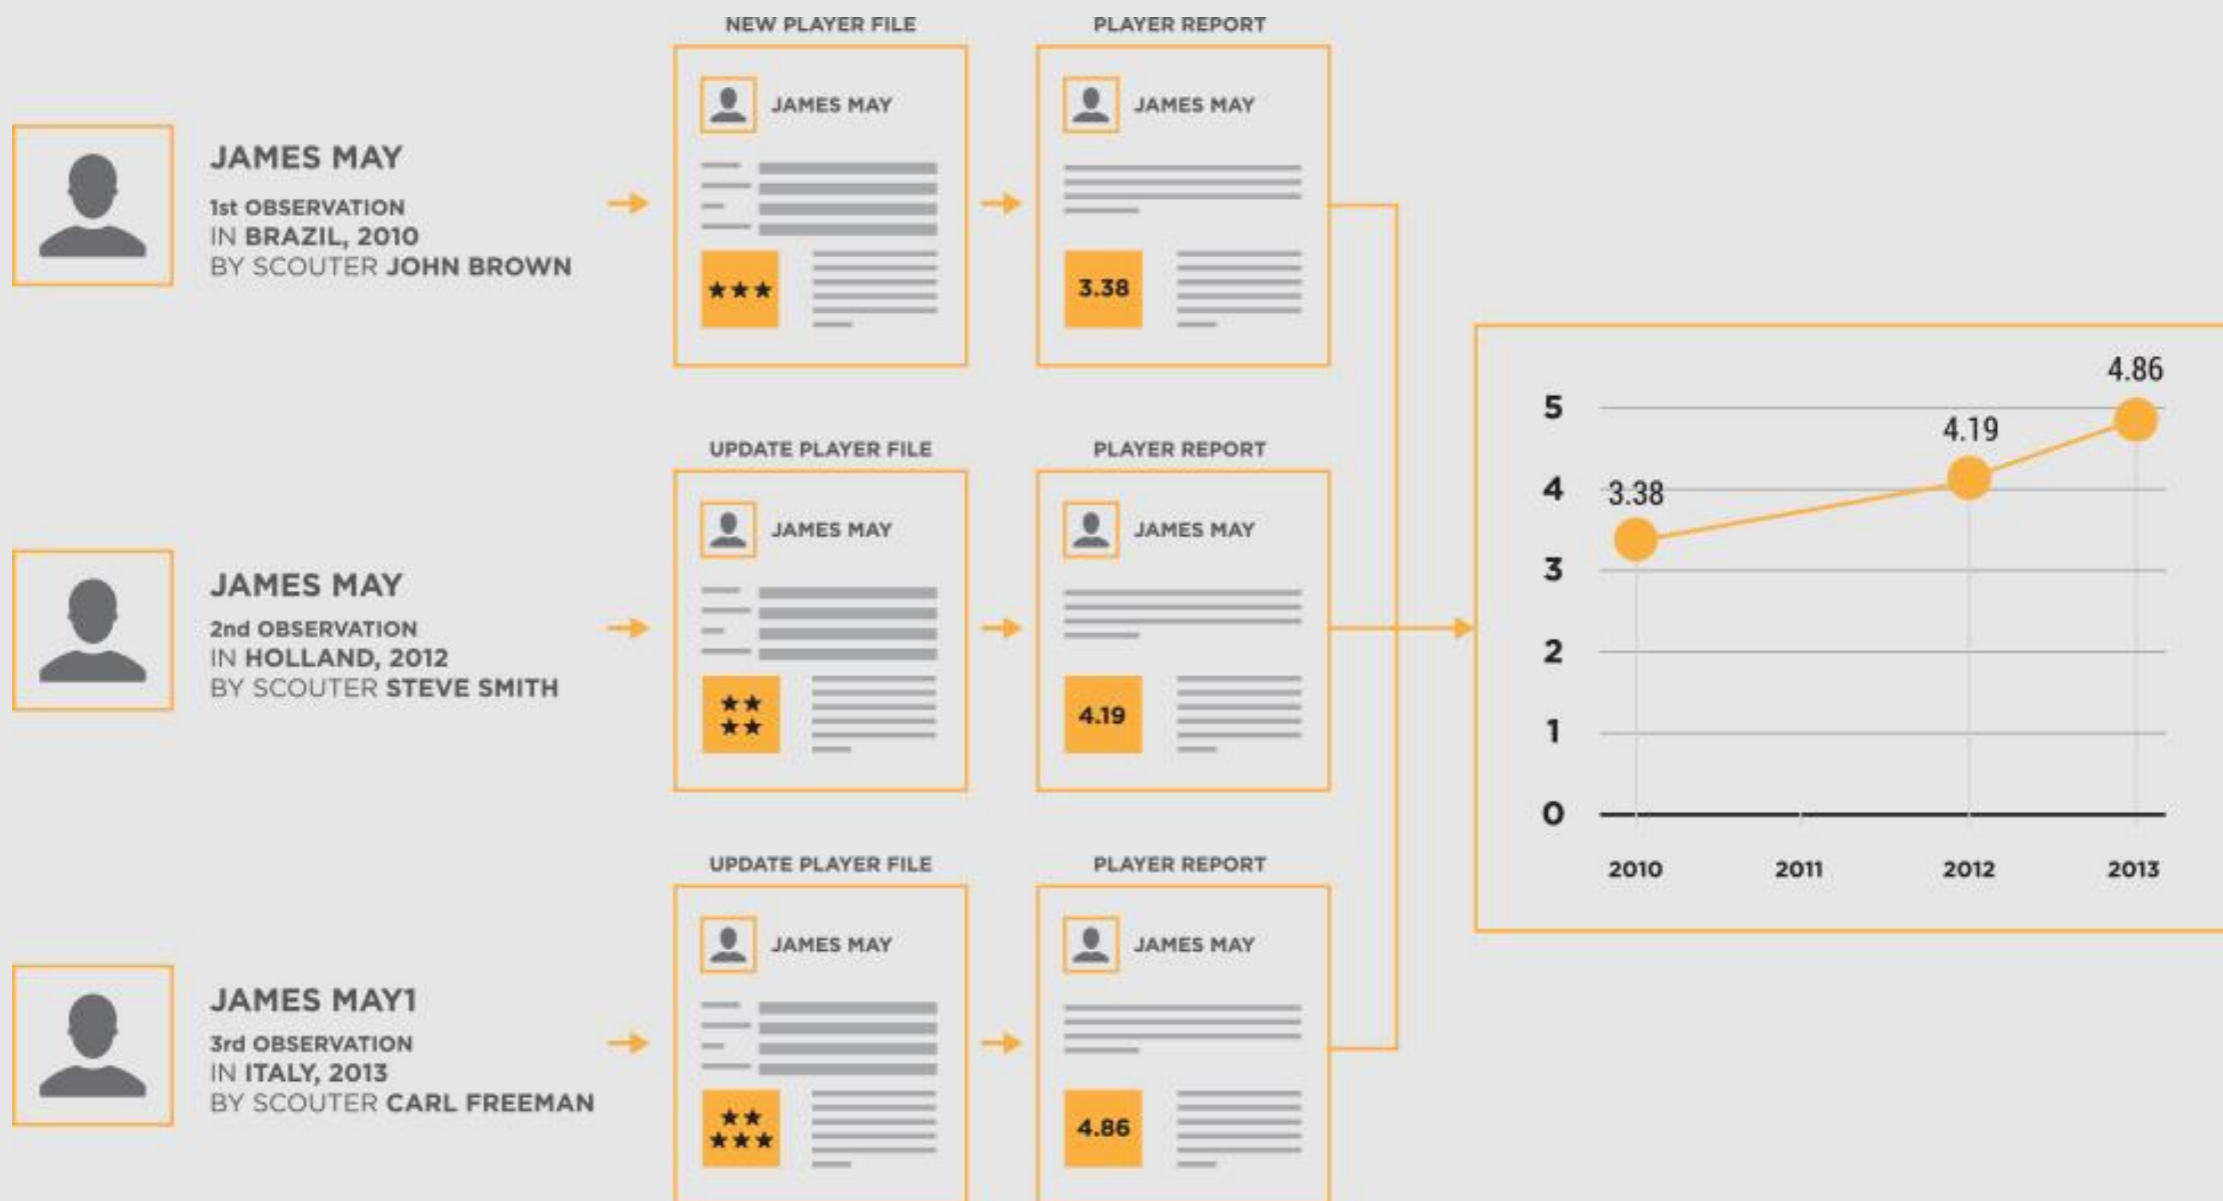 NEW PLAYER FILE
PLAYER REPORT
JAMES MAY
1st OBSERVATION
IN BRAZIL, 2010
BY SCOUTER JOHN BROWN
JAMES MAY
★★★
JAMES MAY
3.38
UPDATE PLAYER FILE
PLAYER REPORT
JAMES MAY
2nd OBSERVATION
IN HOLLAND, 2012
BY SCOUTER STEVE SMITH
JAMES MAY
★★
★★
JAMES MAY
4.19
UPDATE PLAYER FILE
PLAYER REPORT
JAMES MAY1
3rd OBSERVATION
IN ITALY, 2013
BY SCOUTER CARL FREEMAN
JAMES MAY
★★
★★★
JAMES MAY
4.86
4.86
5
4.19
4
3.38
3
2
1
0
2010 2011 2012 2013